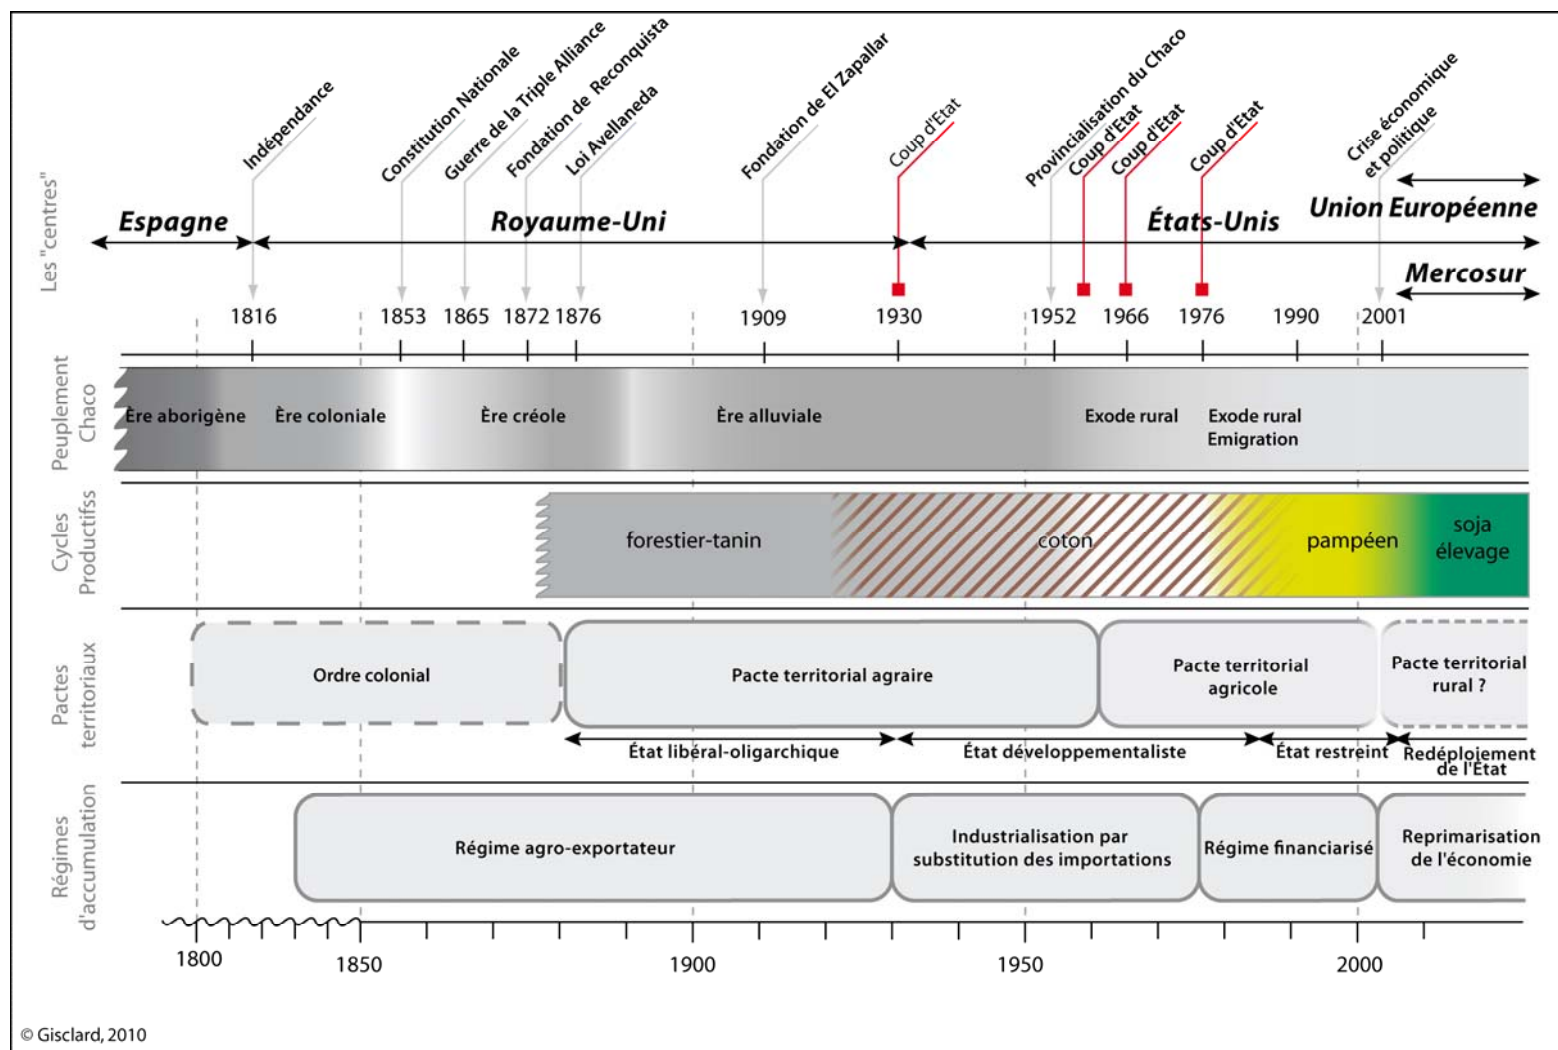 Indépendance
Constitution Nationale
Guerre de la Triple Alliance
Fondation de Reconquista
Loi Avellaneda
Fondation de El Zapallar
Coup d'Etat
Provincialisation du Chaco
Coup d'Etat
Coup d'Etat
Coup d'Etat
Crise économique
et politique
Les "centres"
Espagne
Royaume-Uni
États-Unis
Union Européenne
Mercosur
1816
1853
1865
1872
1876
1909
1930
1952
1966
1976
1990
2001
Peuplement
Chaco
Ère aborigène
Ère coloniale
Ère créole
Ère alluviale
Exode rural
Exode rural
Emigration
Cycles
Productifss
forestier-tanin
coton
pampéen
soja
élevage
Pactes
territoriaux
Ordre colonial
Pacte territorial agraire
Pacte territorial
agricole
Pacte territorial
rural ?
État libéral-oligarchique
État développementaliste
État restreint
Redéploiement
de l'État
Régimes
d'accumulation
Régime agro-exportateur
Industrialisation par
substitution des importations
Régime financiarisé
Reprimarisation
de l'économie
1800
1850
1900
1950
2000
© Gisclard, 2010